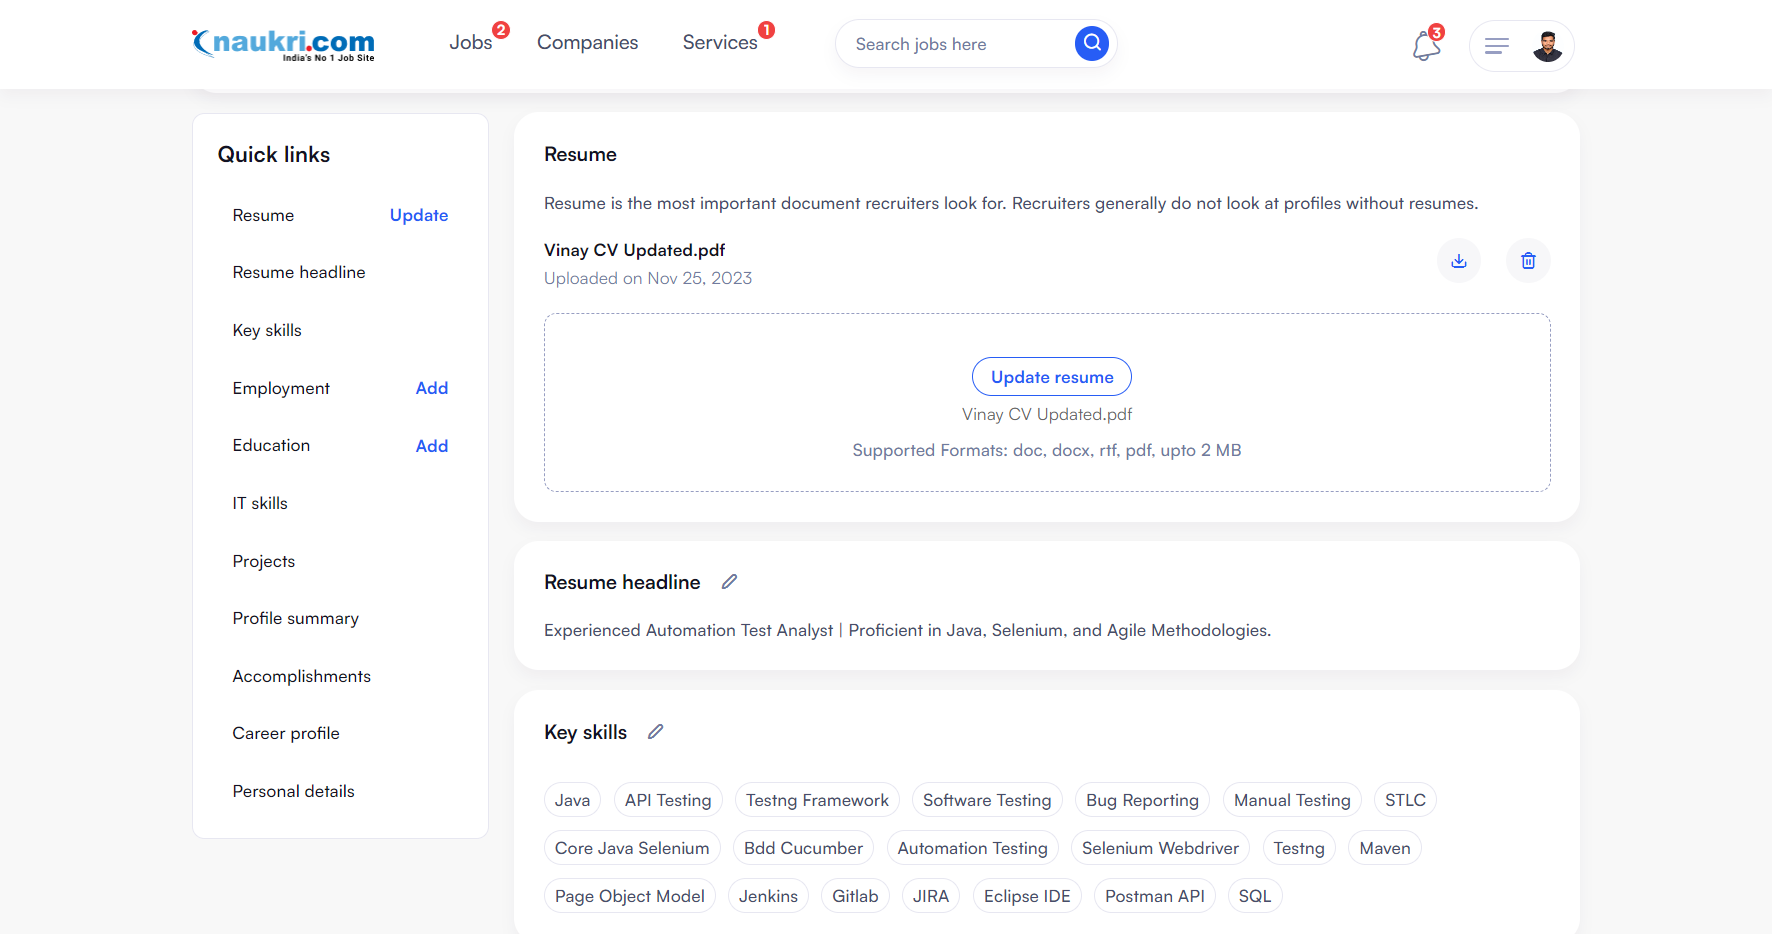 naukri.com
India's No 1 Job Site
Jobs 2
Companies
Services 1
Search jobs here
3
Quick links
Resume Update
Resume headline
Key skills
Employment Add
Education Add
IT skills
Projects
Profile summary
Accomplishments
Career profile
Personal details
Resume
Resume is the most important document recruiters look for. Recruiters generally do not look at profiles without resumes.
Vinay CV Updated.pdf
Uploaded on Nov 25, 2023
Update resume
Vinay CV Updated.pdf
Supported Formats: doc, docx, rtf, pdf, upto 2 MB
Resume headline
Experienced Automation Test Analyst | Proficient in Java, Selenium, and Agile Methodologies.
Key skills
Java API Testing Testng Framework Software Testing Bug Reporting Manual Testing STLC
Core Java Selenium Bdd Cucumber Automation Testing Selenium Webdriver Testng Maven
Page Object Model Jenkins Gitlab JIRA Eclipse IDE Postman API SQL